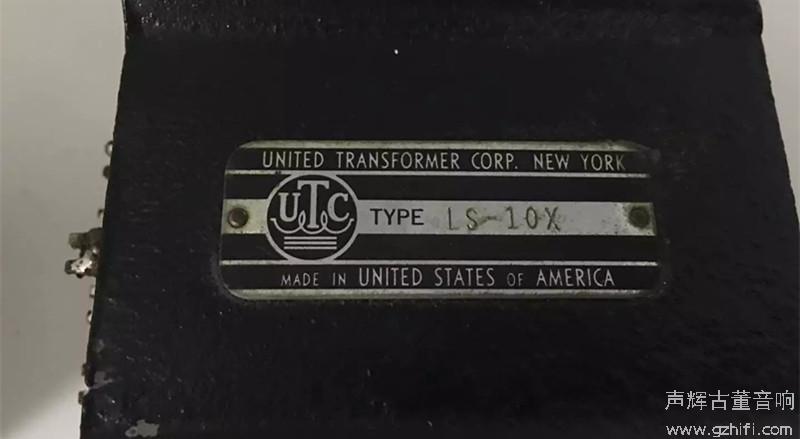 UNITED TRANSFORMER CORP. NEW YORK
UTC TYPE LS-10X
MADE IN UNITED STATES OF AMERICA
声辉古董音响
www.gzhifi.com